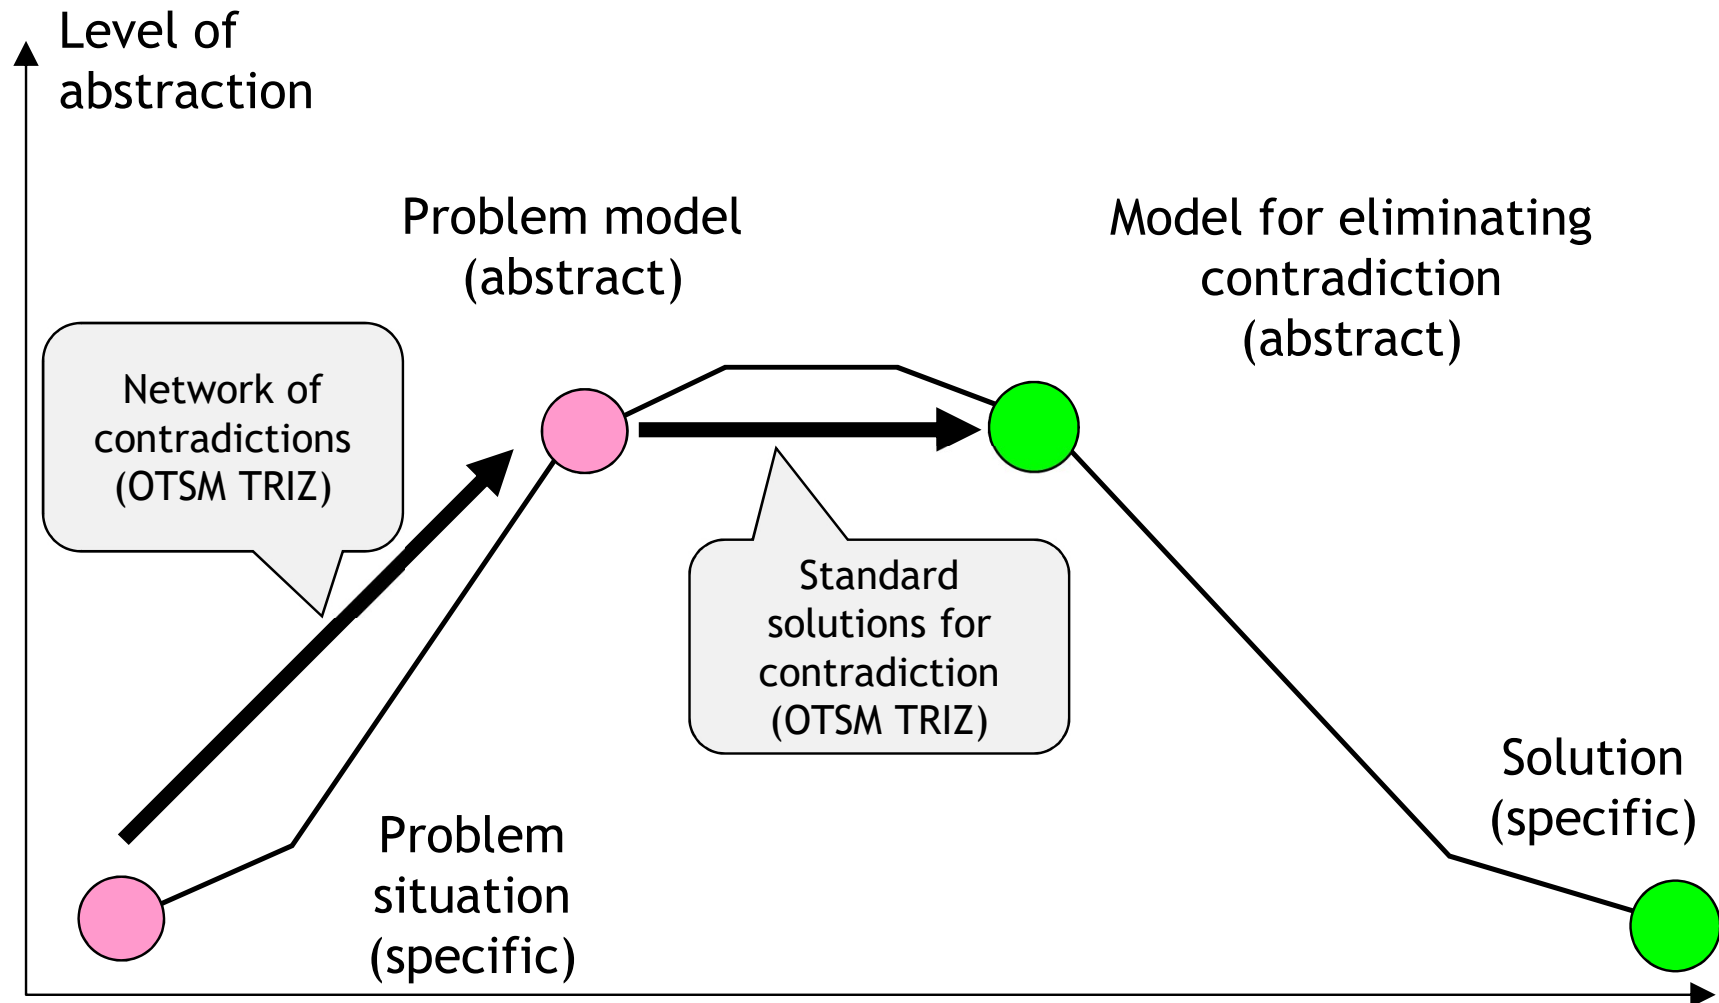 Level of
abstraction
Problem model
(abstract)
Model for eliminating
contradiction
(abstract)
Network of
contradictions
(OTSM TRIZ)
Standard
solutions for
contradiction
(OTSM TRIZ)
Problem
situation
(specific)
Solution
(specific)